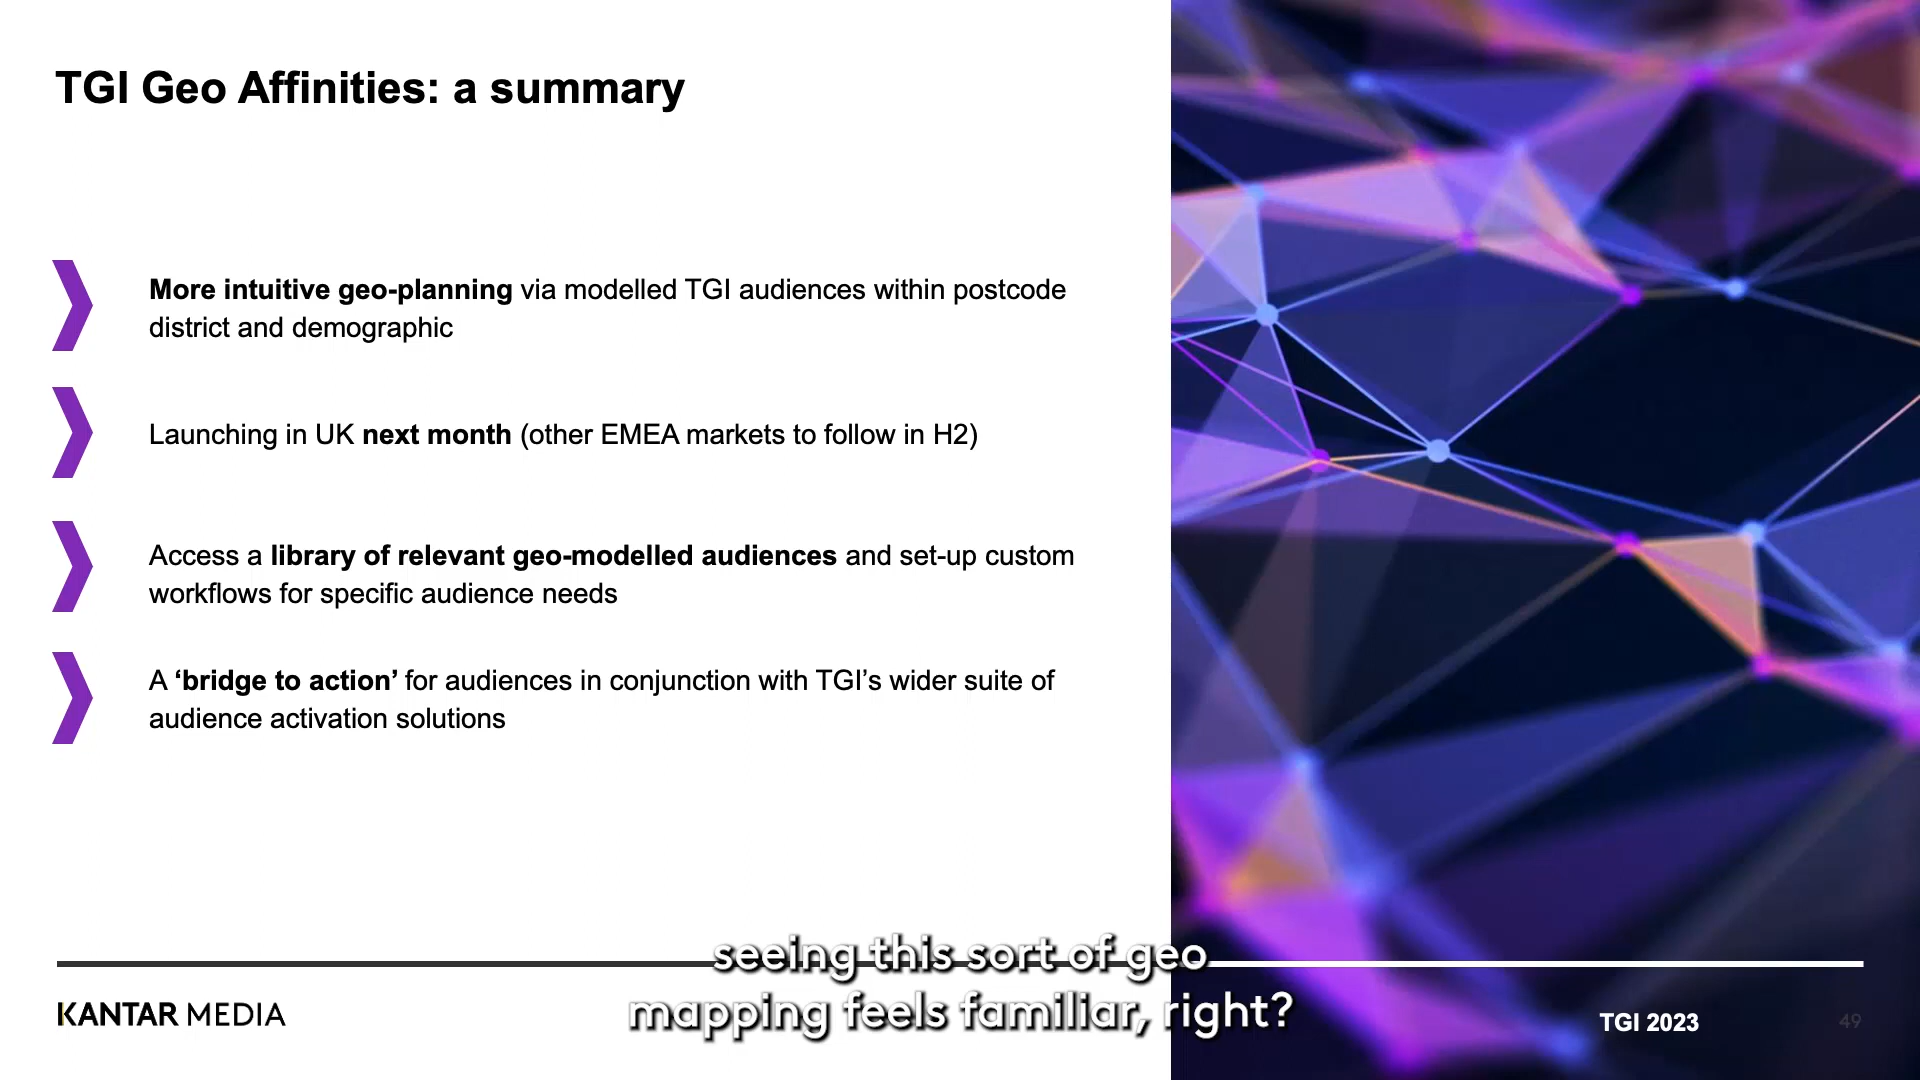 TGI Geo Affinities: a summary
More intuitive geo-planning via modelled TGI audiences within postcode
district and demographic
Launching in UK next month (other EMEA markets to follow in H2)
Access a library of relevant geo-modelled audiences and set-up custom
workflows for specific audience needs
A ‘bridge to action’ for audiences in conjunction with TGI’s wider suite of
audience activation solutions
seeing this sort of geo
mapping feels familiar, right?
KANTAR MEDIA
TGI 2023
49